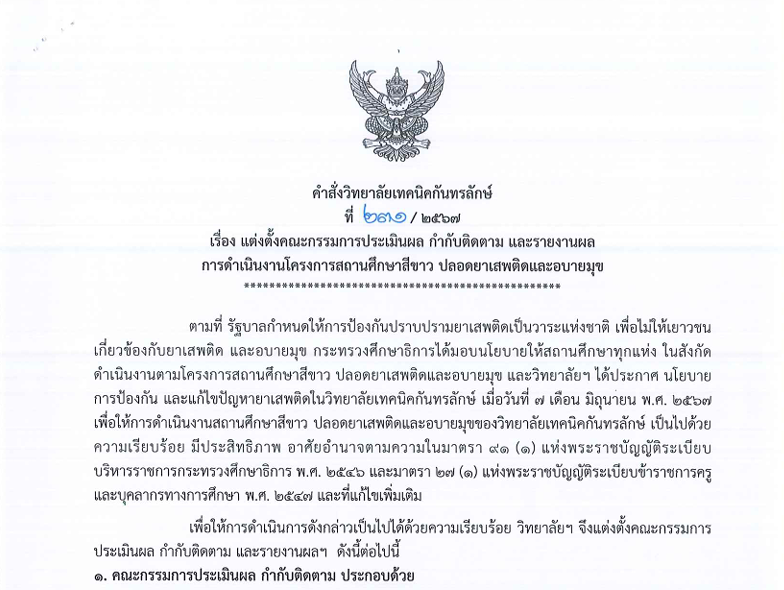 คำสั่งวิทยาลัยเทคนิคกันทรลักษ์
ที่ ๒๓๑ / ๒๕๖๗
เรื่อง แต่งตั้งคณะกรรมการประเมินผล กำกับติดตาม และรายงานผล
การดำเนินงานโครงการสถานศึกษาสีขาว ปลอดยาเสพติดและอบายมุข
**************************************************
ตามที่ รัฐบาลกำหนดให้การป้องกันปราบปรามยาเสพติดเป็นวาระแห่งชาติ เพื่อไม่ให้เยาวชน
เกี่ยวข้องกับยาเสพติด และอบายมุข กระทรวงศึกษาธิการได้มอบนโยบายให้สถานศึกษาทุกแห่ง ในสังกัด
ดำเนินงานตามโครงการสถานศึกษาสีขาว ปลอดยาเสพติดและอบายมุข และวิทยาลัยฯ ได้ประกาศ นโยบาย
การป้องกัน และแก้ไขปัญหายาเสพติดในวิทยาลัยเทคนิคกันทรลักษ์ เมื่อวันที่ ๗ เดือน มิถุนายน พ.ศ. ๒๕๖๗
เพื่อให้การดำเนินงานสถานศึกษาสีขาว ปลอดยาเสพติดและอบายมุขของวิทยาลัยเทคนิคกันทรลักษ์ เป็นไปด้วย
ความเรียบร้อย มีประสิทธิภาพ อาศัยอำนาจตามความในมาตรา ๙๑ (๑) แห่งพระราชบัญญัติระเบียบ
บริหารราชการกระทรวงศึกษาธิการ พ.ศ. ๒๕๔๖ และมาตรา ๒๗ (๑) แห่งพระราชบัญญัติระเบียบข้าราชการครู
และบุคลากรทางการศึกษา พ.ศ. ๒๕๔๗ และที่แก้ไขเพิ่มเติม
เพื่อให้การดำเนินการดังกล่าวเป็นไปได้ด้วยความเรียบร้อย วิทยาลัยฯ จึงแต่งตั้งคณะกรรมการ
ประเมินผล กำกับติดตาม และรายงานผลฯ ดังนี้ต่อไปนี้
๑. คณะกรรมการประเมินผล กำกับติดตาม ประกอบด้วย